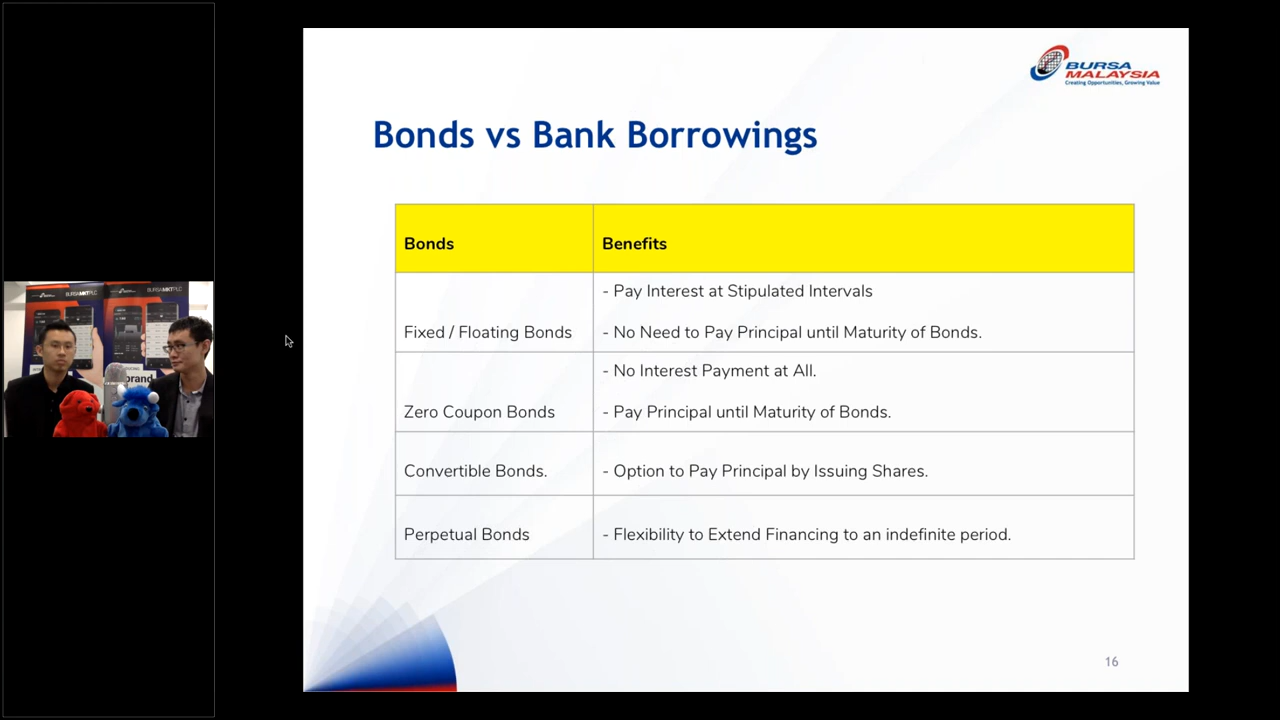 BURSA
MALAYSIA
Creating Opportunities, Growing Value
Bonds vs Bank Borrowings
Bonds
Benefits
Fixed / Floating Bonds
- Pay Interest at Stipulated Intervals
- No Need to Pay Principal until Maturity of Bonds.
Zero Coupon Bonds
- No Interest Payment at All.
- Pay Principal until Maturity of Bonds.
Convertible Bonds.
- Option to Pay Principal by Issuing Shares.
Perpetual Bonds
- Flexibility to Extend Financing to an indefinite period.
16
BURSAMKTPLC
BURSAMKTPLC
brand